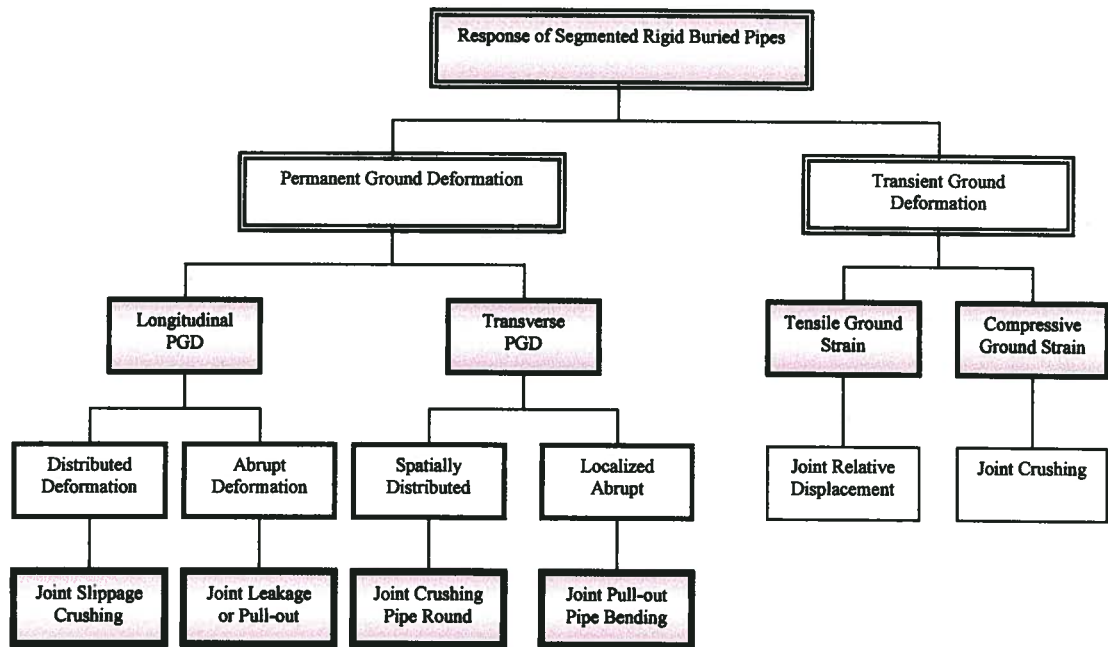 Response of Segmented Rigid Buried Pipes
Permanent Ground Deformation
Transient Ground
Deformation
Longitudinal
PGD
Transverse
PGD
Tensile Ground
Strain
Compressive
Ground Strain
Distributed
Deformation
Abrupt
Deformation
Spatially
Distributed
Localized
Abrupt
Joint Relative
Displacement
Joint Crushing
Joint Slippage
Crushing
Joint Leakage
or Pull-out
Joint Crushing
Pipe Round
Joint Pull-out
Pipe Bending